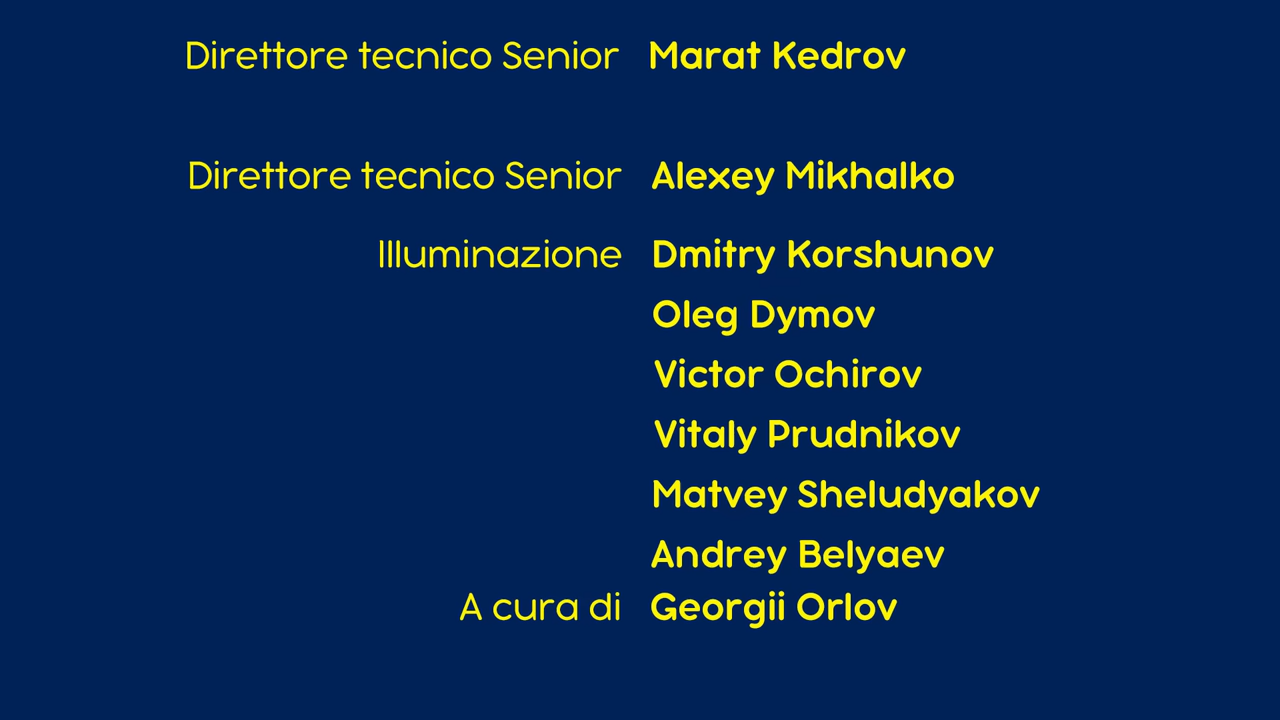 Direttore tecnico Senior Marat Kedrov
Direttore tecnico Senior Alexey Mikhalko
Illuminazione Dmitry Korshunov
Oleg Dymov
Victor Ochirov
Vitaly Prudnikov
Matvey Sheludyakov
Andrey Belyaev
A cura di Georgii Orlov